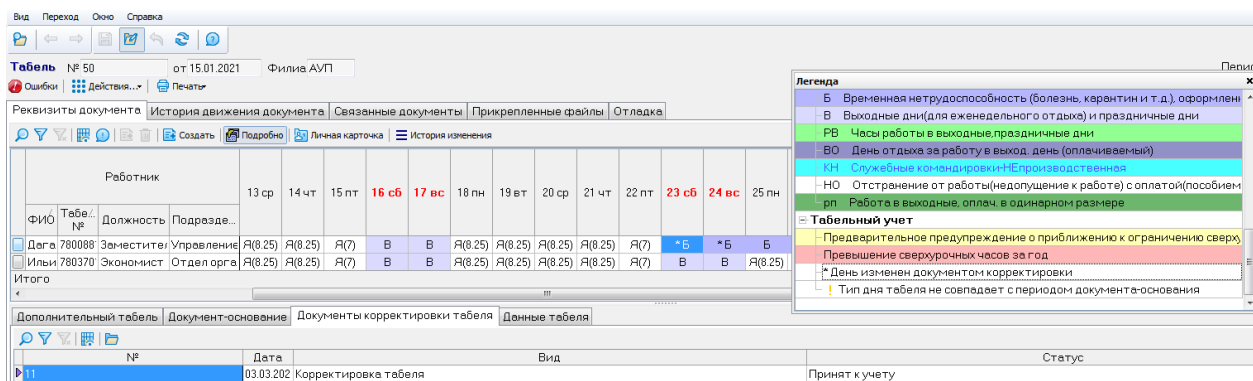 Вид Переход Окно Справка
Табель № 50 от 15.01.2021 Филиа АУП Перио
Ошибки Действия... Печать
Реквизиты документа История движения документа Связанные документы Прикрепленные файлы Отладка
Создать Подробно Личная карточка История изменения
Работник 13 ср 14 чт 15 пт 16 сб 17 вс 18 пн 19 вт 20 ср 21 чт 22 пт 23 сб 24 вс 25 пн
ФИО Табе... № Должность Подразде...
Дага 780088 Заместител Управление Я(8.25) Я(8.25) Я(7) В В Я(8.25) Я(8.25) Я(8.25) Я(8.25) Я(7) *Б *Б Б
Ильи 780370 Экономист Отдел орга Я(8.25) Я(8.25) Я(7) В В Я(8.25) Я(8.25) Я(8.25) Я(8.25) Я(7) В В Я(8.25)
Итого
Легенда x
Б Временная нетрудоспособность (болезнь, карантин и т.д.), оформлен
В Выходные дни(для еженедельного отдыха) и праздничные дни
РВ Часы работы в выходные,праздничные дни
ВО День отдыха за работу в выход. день (оплачиваемый)
КН Служебные командировки-НЕпроизводственная
НО Отстранение от работы(недопущение к работе) с оплатой(пособием
рп Работа в выходные, оплач. в одинарном размере
Табельный учет
Предварительное предупреждение о приближению к ограничению сверху
Превышение сверхурочных часов за год
* День изменен документом корректировки
! Тип дня табеля не совпадает с периодом документа-основания
Дополнительный табель Документ-основание Документы корректировки табеля Данные табеля
№ Дата Вид Статус
11 03.03.202 Корректировка табеля Принят к учету